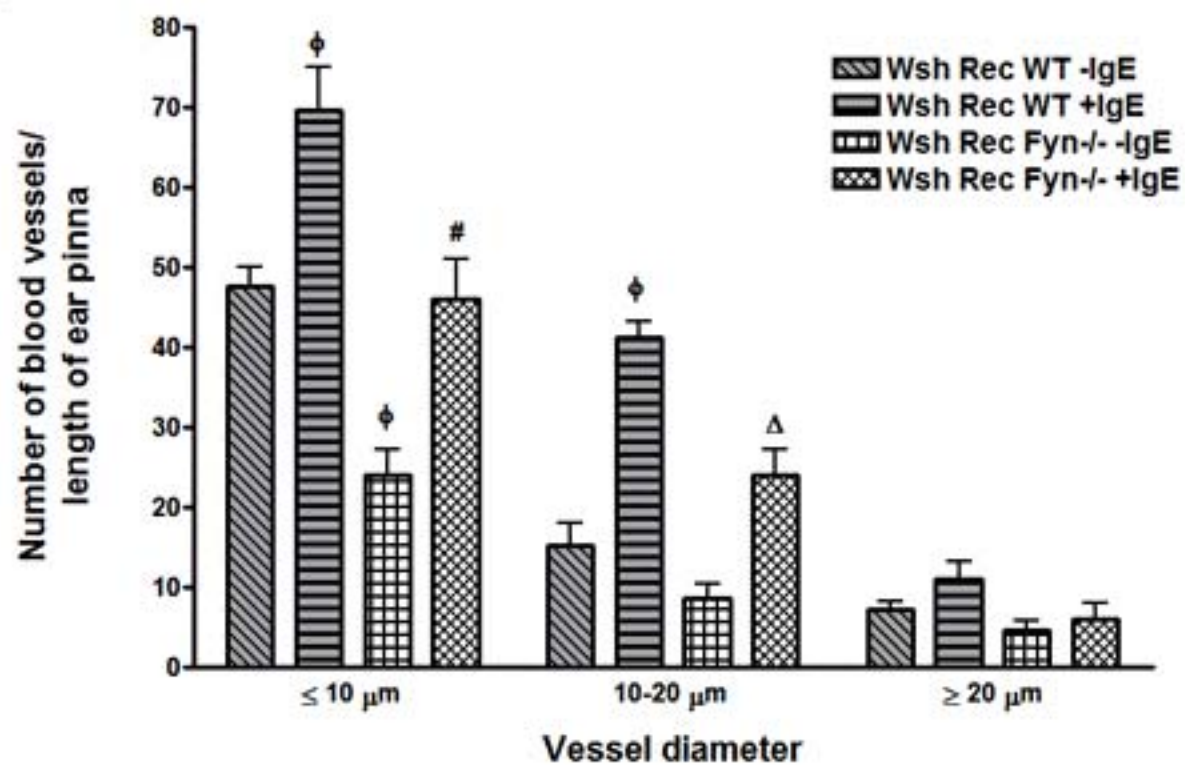 Number of blood vessels/
length of ear pinna
80
70
60
50
40
30
20
10
0
ϕ
ϕ
#
ϕ
Δ
Wsh Rec WT -IgE
Wsh Rec WT +IgE
Wsh Rec Fyn-/- -IgE
Wsh Rec Fyn-/- +IgE
≤ 10 μm
10-20 μm
≥ 20 μm
Vessel diameter